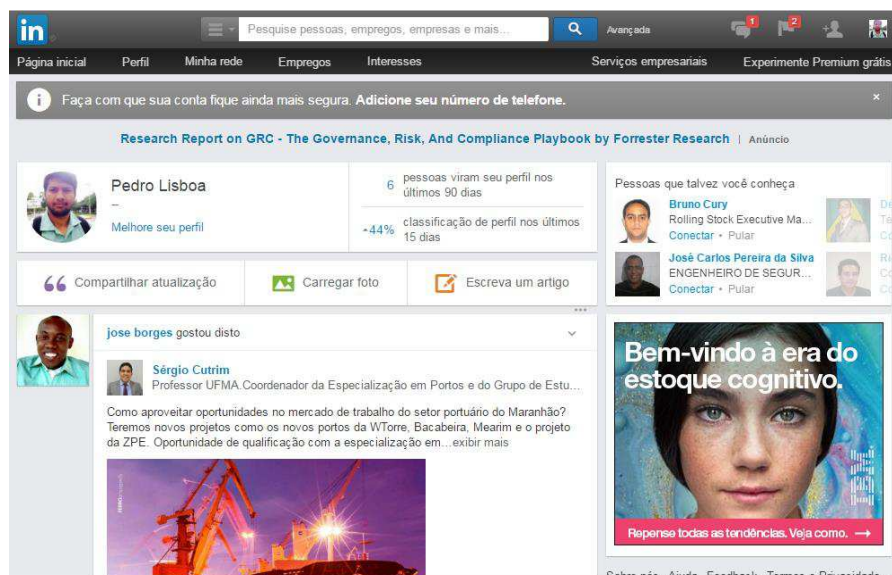 in
Pesquise pessoas, empregos, empresas e mais...
Avançada
1
2
Página inicial Perfil Minha rede Empregos Interesses Serviços empresariais Experimente Premium grátis
Faça com que sua conta fique ainda mais segura. Adicione seu número de telefone.
×
Research Report on GRC - The Governance, Risk, And Compliance Playbook by Forrester Research | Anúncio
Pedro Lisboa
–
Melhore seu perfil
6 pessoas viram seu perfil nos
últimos 90 dias
44% classificação de perfil nos últimos
15 dias
Compartilhar atualização
Carregar foto
Escreva um artigo
Pessoas que talvez você conheça
Bruno Cury
Rolling Stock Executive Ma...
Conectar • Pular
José Carlos Pereira da Silva
ENGENHEIRO DE SEGUR...
Conectar • Pular
jose borges gostou disto
Sérgio Cutrim
Professor UFMA.Coordenador da Especialização em Portos e do Grupo de Estu...
Como aproveitar oportunidades no mercado de trabalho do setor portuário do Maranhão?
Teremos novos projetos como os novos portos da WTorre, Bacabeira, Mearim e o projeto
da ZPE. Oportunidade de qualificação com a especialização em...exibir mais
Bem-vindo à era do
estoque cognitivo.
IBM
Repense todas as tendências. Veja como. →